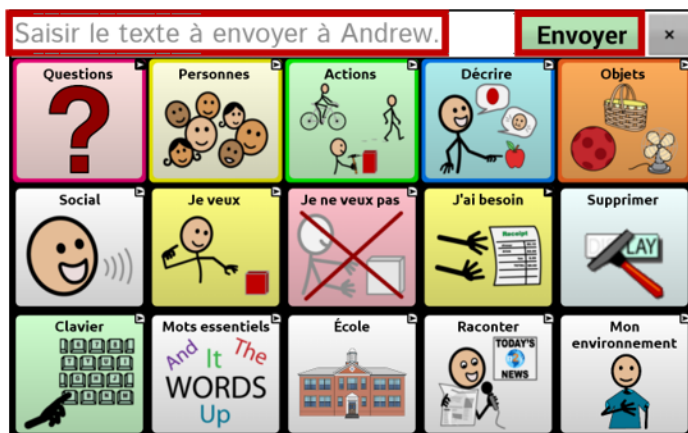 Saisir le texte à envoyer à Andrew.
Envoyer
×
Questions
Personnes
Actions
Décrire
Objets
Social
Je veux
Je ne veux pas
J'ai besoin
Receipt
Supprimer
Clavier
Mots essentiels
And
It
The
WORDS
Up
École
Raconter
TODAY'S
NEWS
Mon
environnement